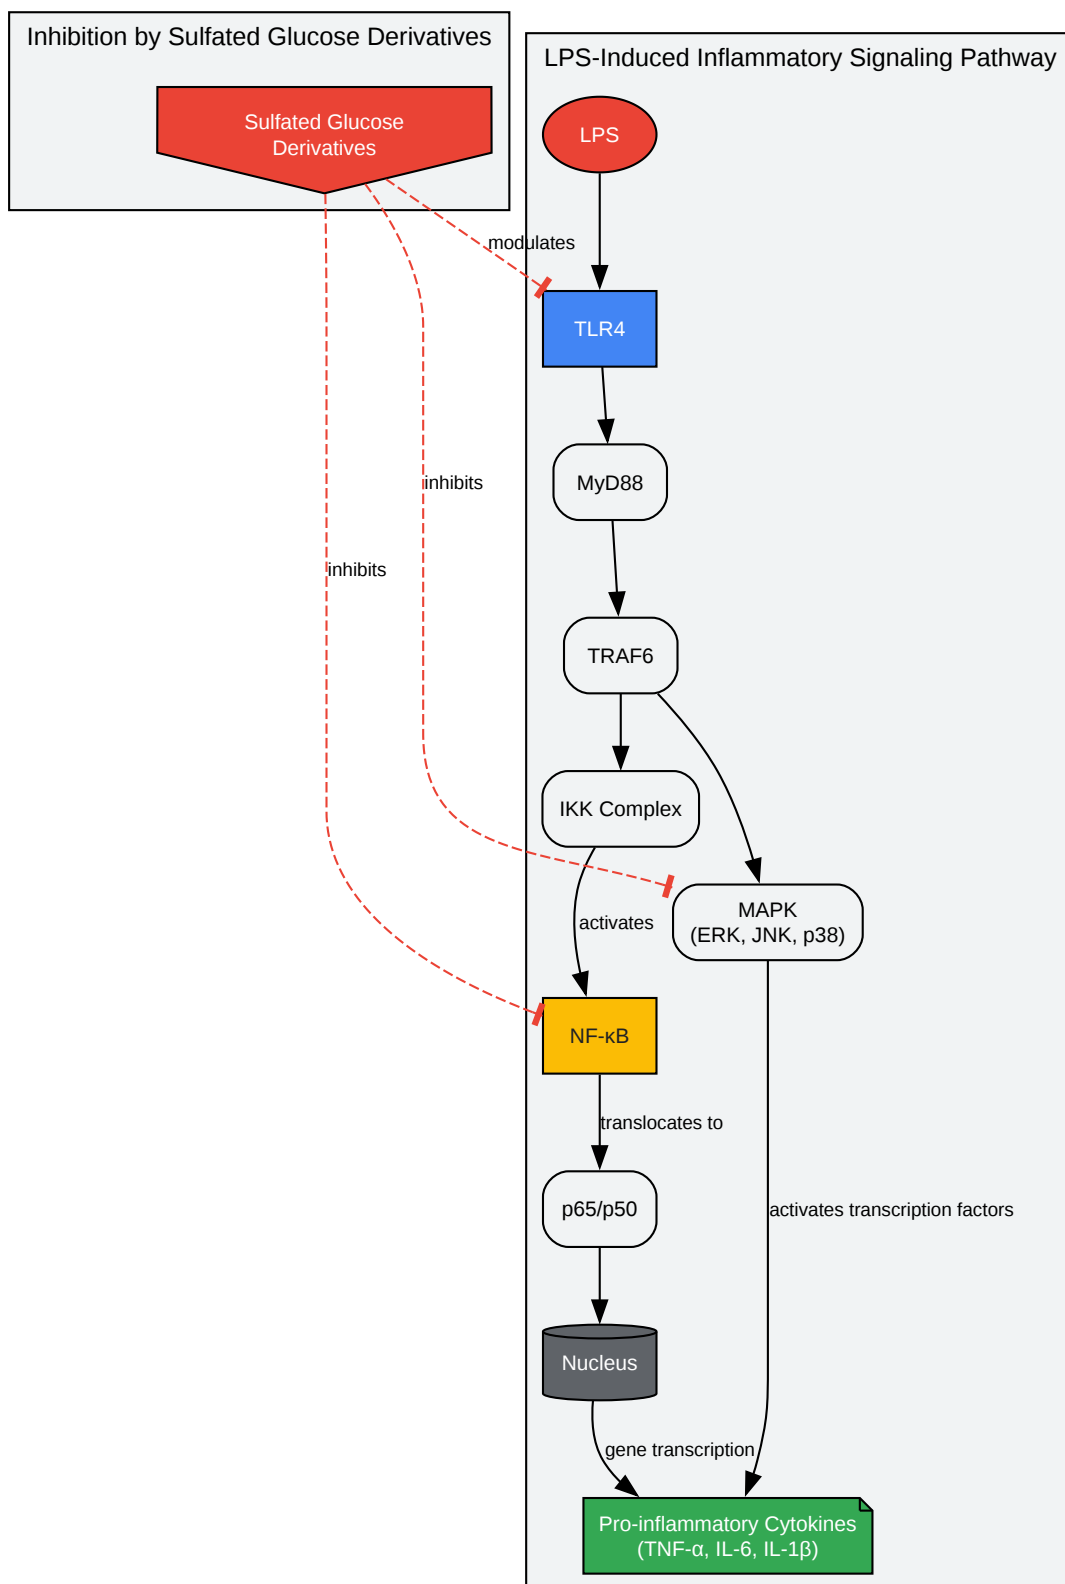 Inhibition by Sulfated Glucose Derivatives
LPS-Induced Inflammatory Signaling Pathway
Sulfated Glucose
Derivatives
LPS
modulates
TLR4
MyD88
inhibits
inhibits
TRAF6
IKK Complex
activates
MAPK
(ERK, JNK, p38)
NF-κB
translocates to
p65/p50
activates transcription factors
Nucleus
gene transcription
Pro-inflammatory Cytokines
(TNF-α, IL-6, IL-1β)